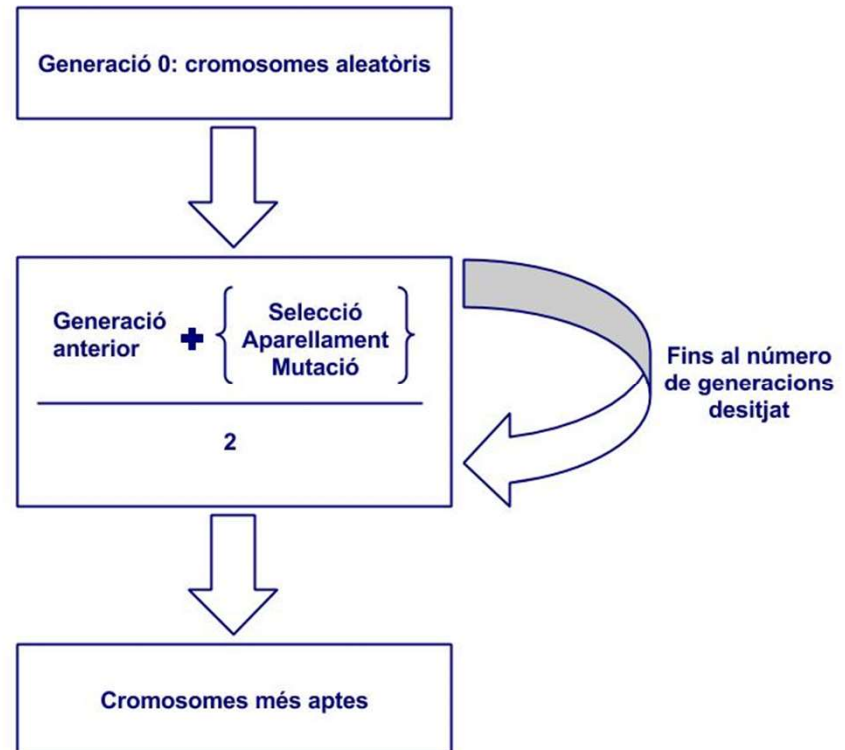 Generació 0: cromosomes aleatòris
Generació
anterior
+
Selecció
Aparellament
Mutació
2
Fins al número
de generacions
desitjat
Cromosomes més aptes